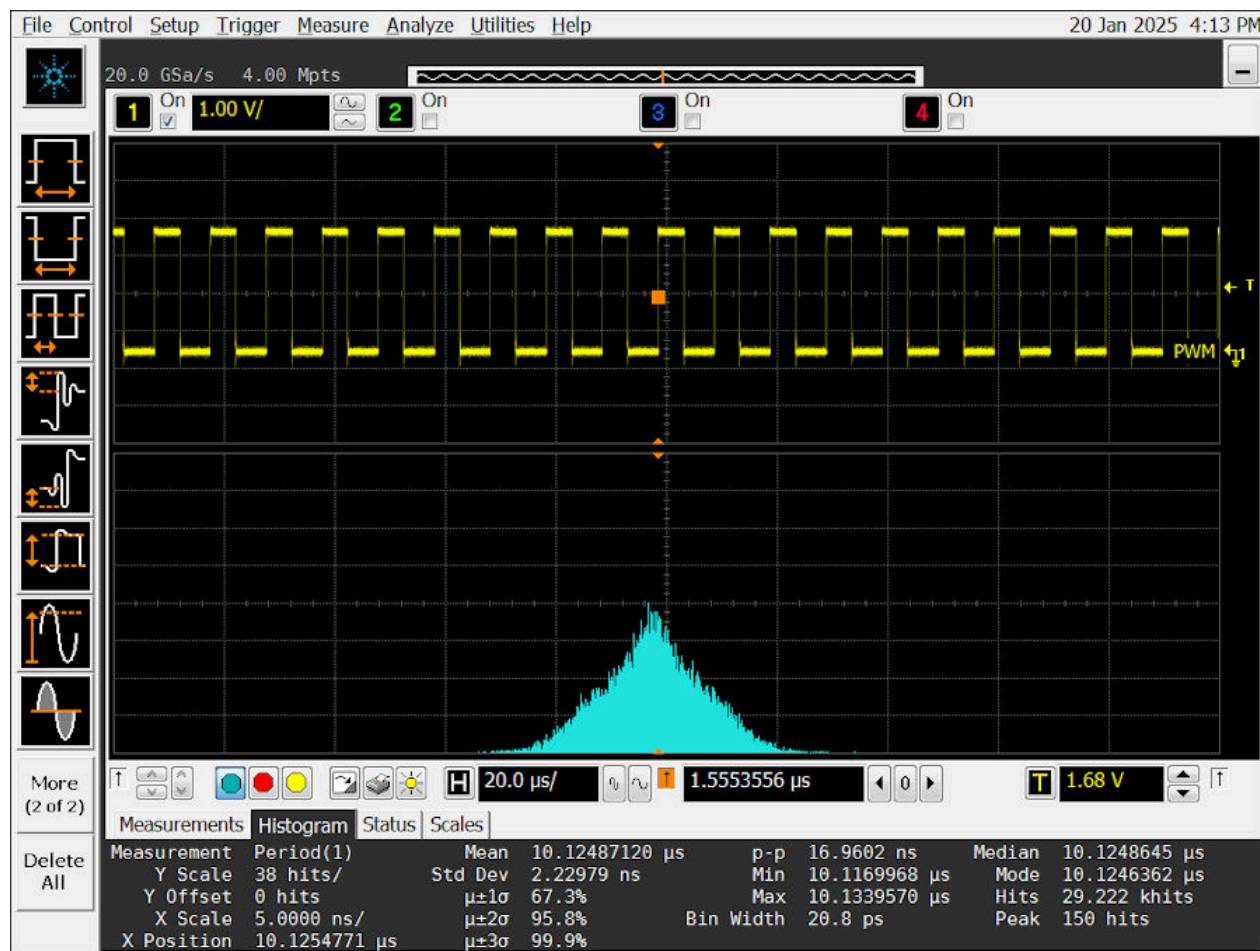 File Control Setup Trigger Measure Analyze Utilities Help 20 Jan 2025 4:13 PM
20.0 GSa/s 4.00 Mpts
1 On 1.00 V/ 2 On 3 On 4 On
T
PWM 1
More
(2 of 2)
Delete
All
H 20.0 µs/ 1.5553556 µs 0 T 1.68 V
Measurements Histogram Status Scales
Measurement Period(1) Mean 10.12487120 µs p-p 16.9602 ns Median 10.1248645 µs
Y Scale 38 hits/ Std Dev 2.22979 ns Min 10.1169968 µs Mode 10.1246362 µs
Y Offset 0 hits µ±1σ 67.3% Max 10.1339570 µs Hits 29.222 khits
X Scale 5.0000 ns/ µ±2σ 95.8% Bin Width 20.8 ps Peak 150 hits
X Position 10.1254771 µs µ±3σ 99.9%